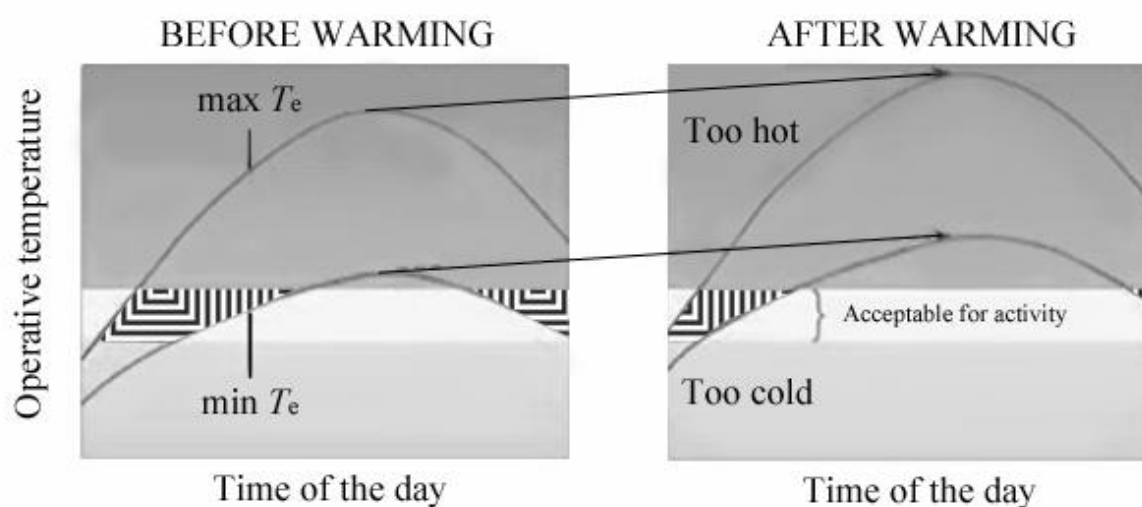 BEFORE WARMING
AFTER WARMING
Operative temperature
max Te
min Te
Too hot
Acceptable for activity
Too cold
Time of the day
Time of the day